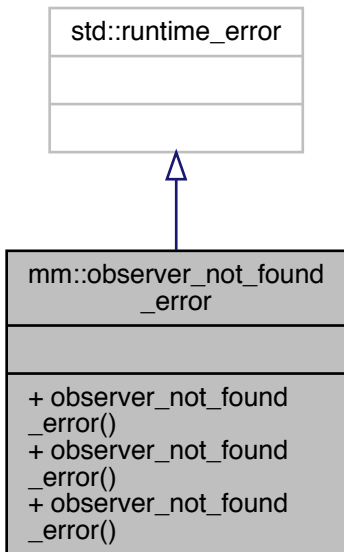 std::runtime_error
mm::observer_not_found
_error
+ observer_not_found
_error()
+ observer_not_found
_error()
+ observer_not_found
_error()